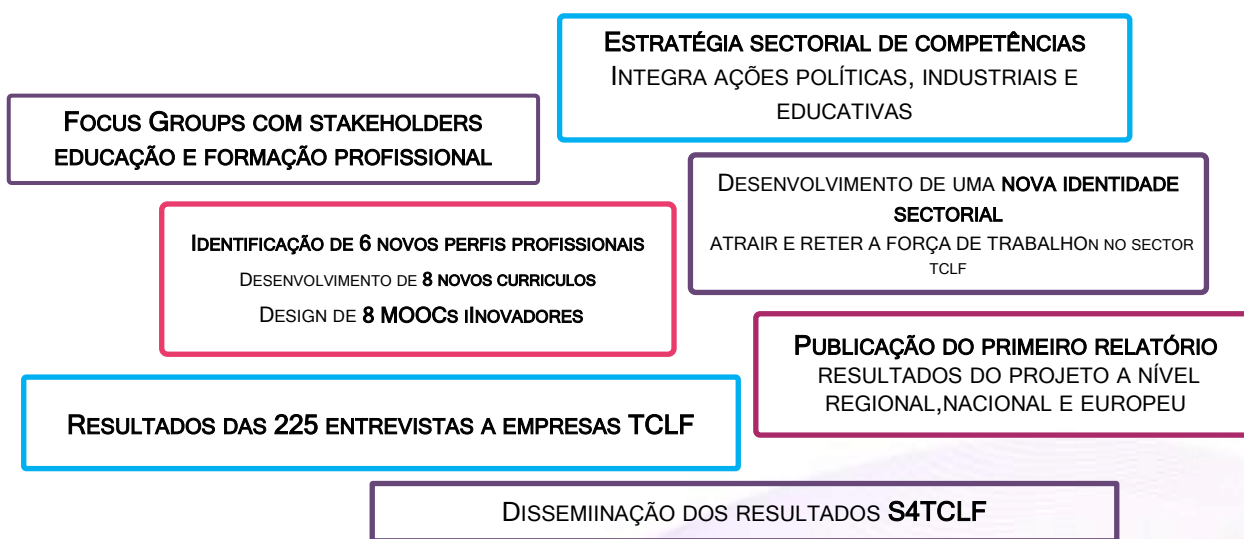 ESTRATÉGIA SECTORIAL DE COMPETÊNCIAS
INTEGRA AÇÕES POLÍTICAS, INDUSTRIAIS E
EDUCATIVAS
FOCUS GROUPS COM STAKEHOLDERS
EDUCAÇÃO E FORMAÇÃO PROFISSIONAL
DESENVOLVIMENTO DE UMA NOVA IDENTIDADE
SECTORIAL
ATRAIR E RETER A FORÇA DE TRABALHON NO SECTOR
TCLF
IDENTIFICAÇÃO DE 6 NOVOS PERFIS PROFISSIONAIS
DESENVOLVIMENTO DE 8 NOVOS CURRICULOS
DESIGN DE 8 MOOCS IINOVADORES
PUBLICAÇÃO DO PRIMEIRO RELATÓRIO
RESULTADOS DO PROJETO A NÍVEL
REGIONAL,NACIONAL E EUROPEU
RESULTADOS DAS 225 ENTREVISTAS A EMPRESAS TCLF
DISSEMIINAÇÃO DOS RESULTADOS S4TCLF